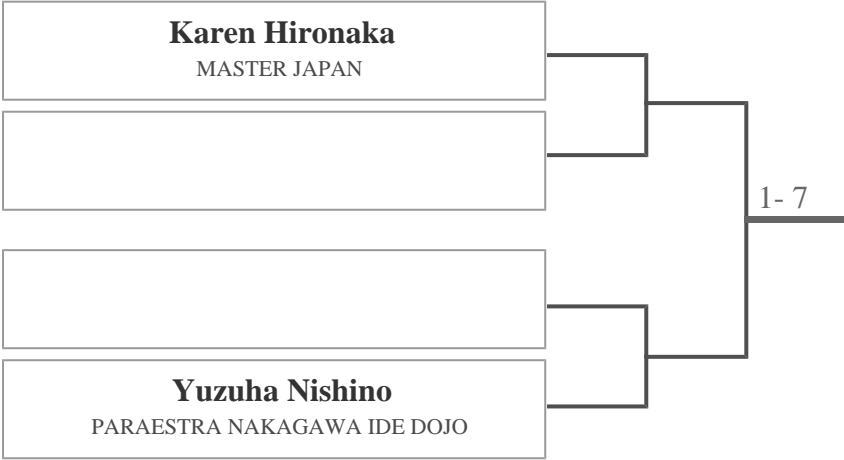 Karen Hironaka
MASTER JAPAN
1- 7
Yuzuha Nishino
PARAESTRA NAKAGAWA IDE DOJO